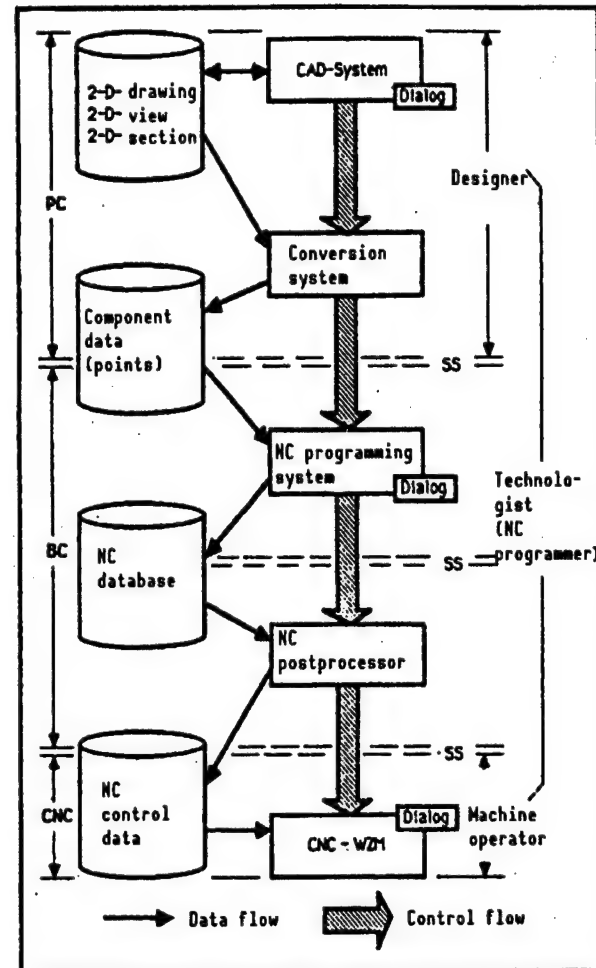 CAD-System
Dialog
2-D- drawing
2-D- view
2-D- section
Designer
PC
Conversion
system
Component
data
(points)
SS
NC programming
system
Dialog
Technolo-
gist
(NC
programmer)
BC
NC
database
SS
NC
postprocessor
SS
NC
control
data
CNC
Dialog
CNC - WZM
Machine
operator
Data flow
Control flow